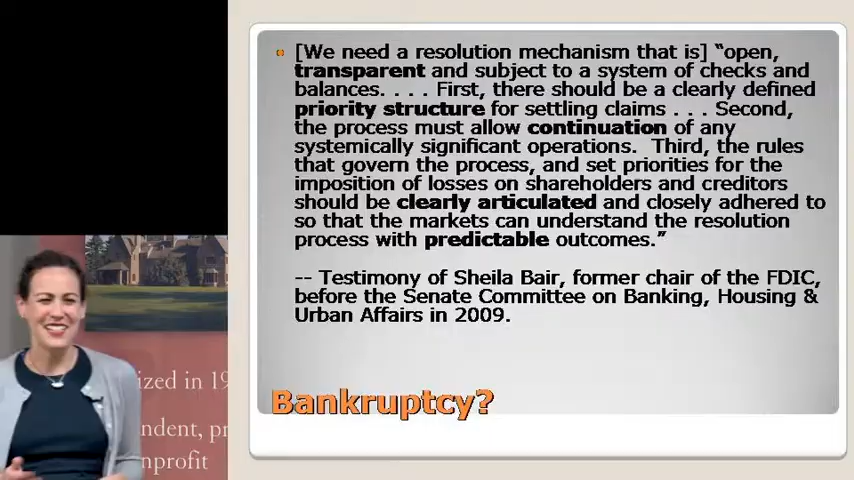 [We need a resolution mechanism that is] “open,
transparent and subject to a system of checks and
balances. . . . First, there should be a clearly defined
priority structure for settling claims . . . Second,
the process must allow continuation of any
systemically significant operations.  Third, the rules
that govern the process, and set priorities for the
imposition of losses on shareholders and creditors
should be clearly articulated and closely adhered to
so that the markets can understand the resolution
process with predictable outcomes.”
-- Testimony of Sheila Bair, former chair of the FDIC,
before the Senate Committee on Banking, Housing &
Urban Affairs in 2009.
Bankruptcy?
ized in 19
ndent, pr
nprofit